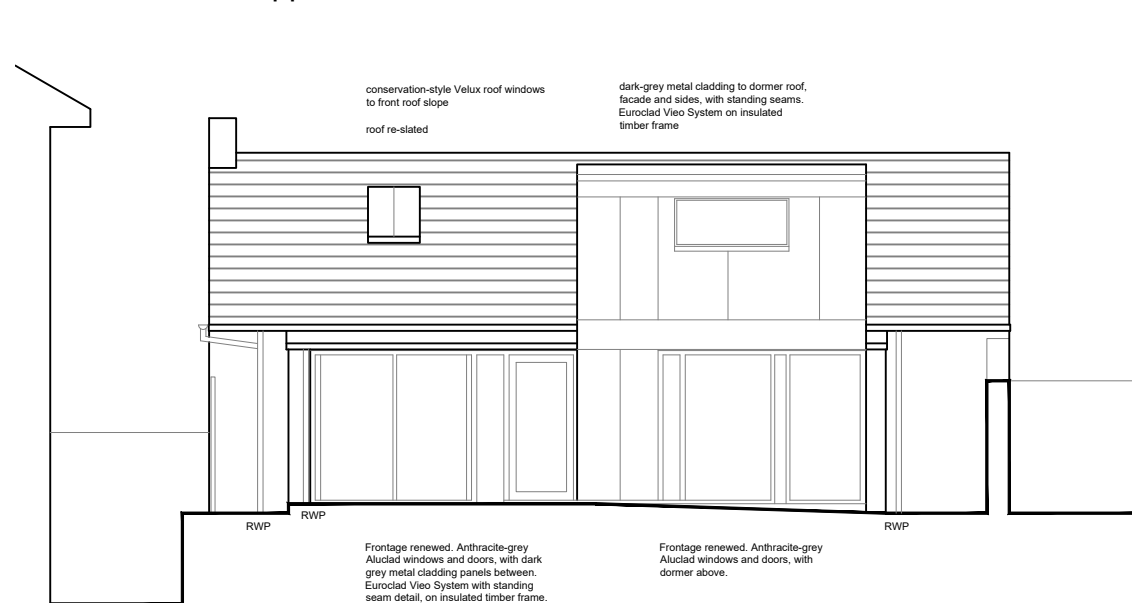 conservation-style Velux roof windows
to front roof slope
roof re-slated
dark-grey metal cladding to dormer roof,
facade and sides, with standing seams.
Euroclad Vieo System on insulated
timber frame
RWP
RWP
RWP
Frontage renewed. Anthracite-grey
Aluclad windows and doors, with dark
grey metal cladding panels between.
Euroclad Vieo System with standing
seam detail, on insulated timber frame.
Frontage renewed. Anthracite-grey
Aluclad windows and doors, with
dormer above.